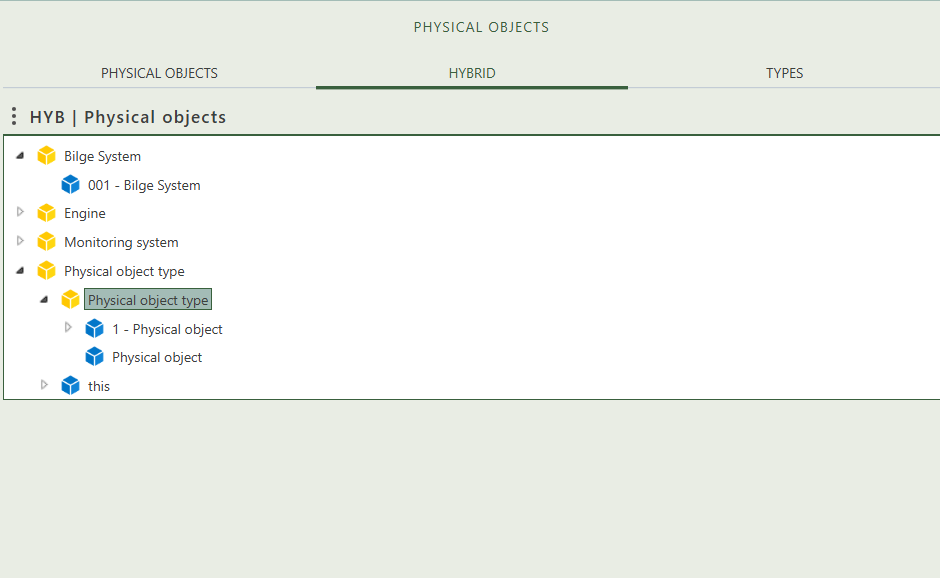 PHYSICAL OBJECTS
PHYSICAL OBJECTS HYBRID TYPES
HYB | Physical objects
Bilge System
001 - Bilge System
Engine
Monitoring system
Physical object type
Physical object type
1 - Physical object
Physical object
this